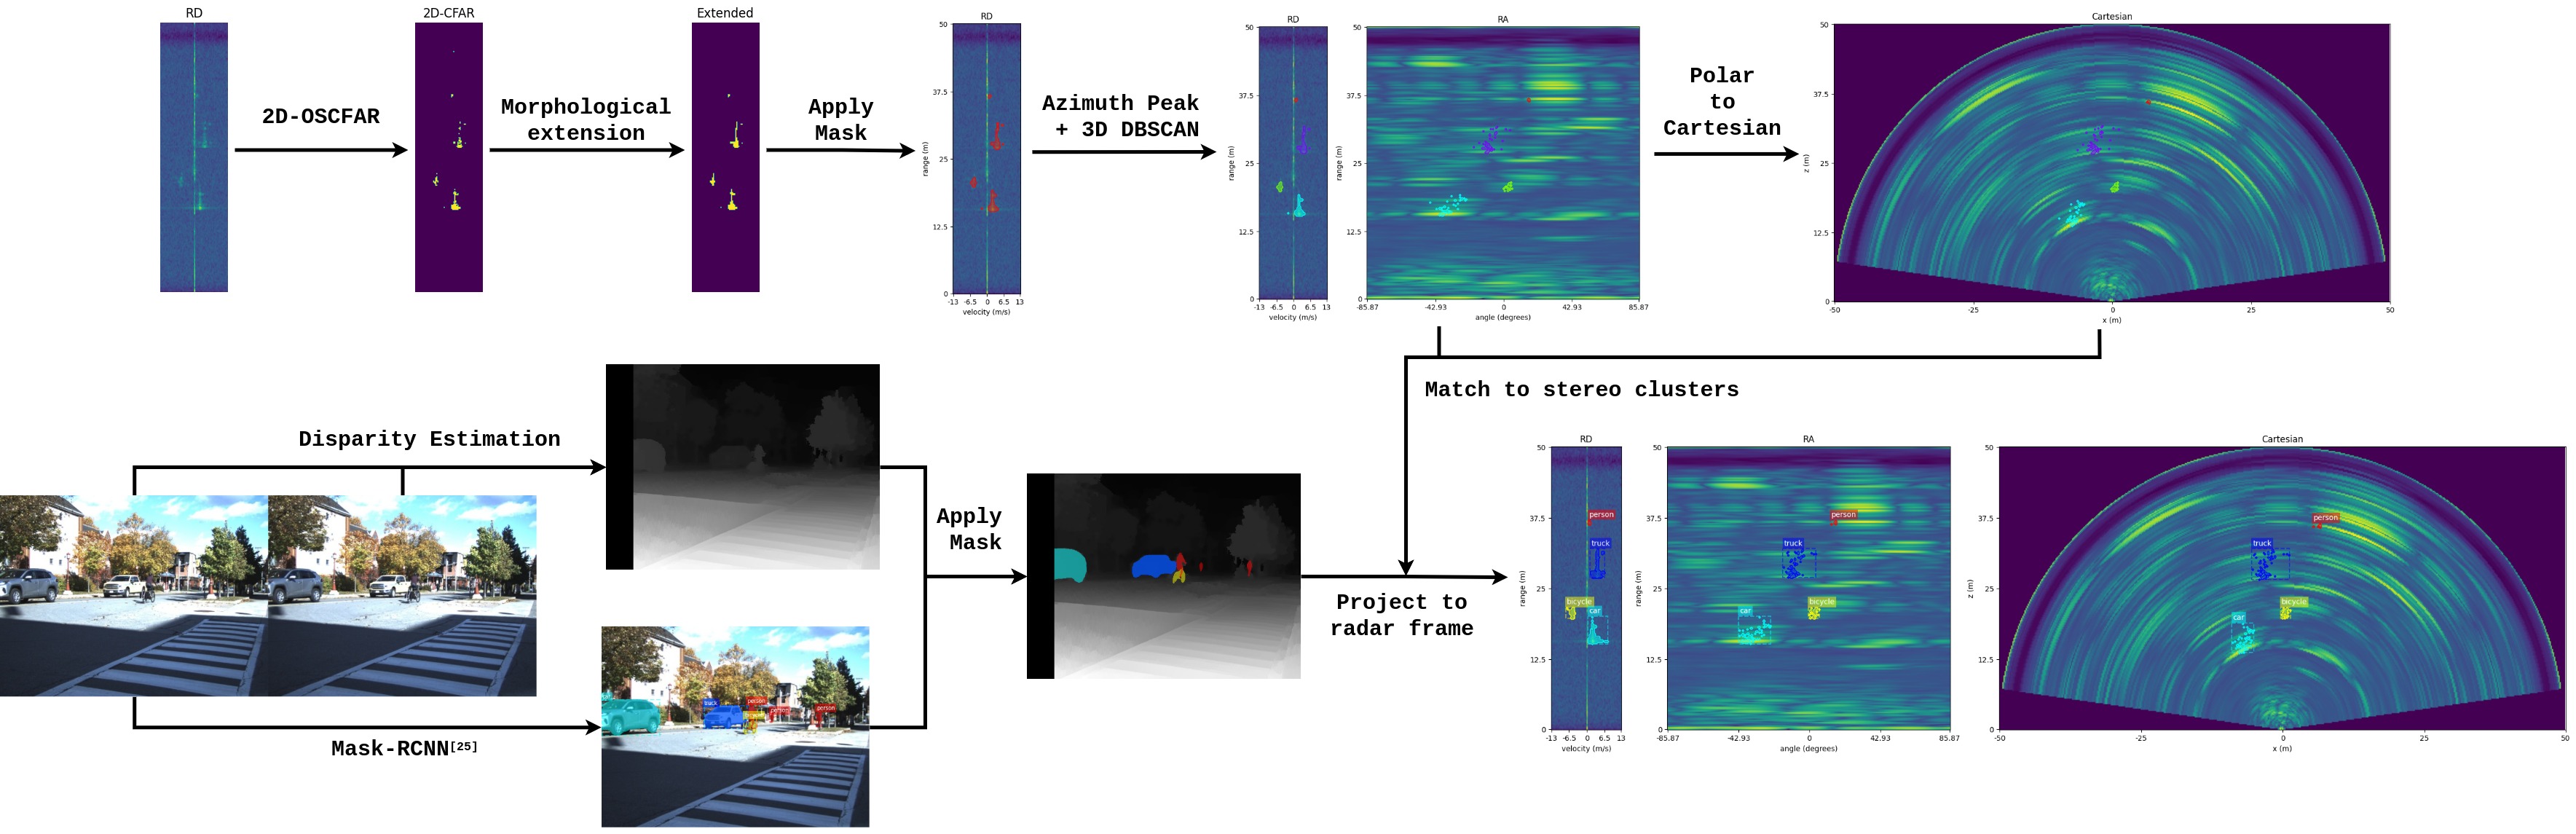 RD
2D-CFAR
Extended
2D-OSCFAR
Morphological
extension
Apply
Mask
RD
50
37.5
25
12.5
0
range (m)
-13 -6.5 0 6.5 13
velocity (m/s)
Azimuth Peak
+ 3D DBSCAN
RD
50
37.5
25
12.5
0
range (m)
-13 -6.5 0 6.5 13
velocity (m/s)
RA
50
37.5
25
12.5
0
range (m)
-85.87 -42.93 0 42.93 85.87
angle (degrees)
Polar
to
Cartesian
Cartesian
50
37.5
25
12.5
0
z (m)
-50 -25 0 25 50
x (m)
Match to stereo clusters
Disparity Estimation
Mask-RCNN[25]
truck
person
person
person
Apply
Mask
Project to
radar frame
RD
50
37.5
25
12.5
0
range (m)
person
truck
bicycle
car
-13 -6.5 0 6.5 13
velocity (m/s)
RA
50
37.5
25
12.5
0
range (m)
person
truck
bicycle
car
-85.87 -42.93 0 42.93 85.87
angle (degrees)
Cartesian
50
37.5
25
12.5
0
z (m)
person
truck
bicycle
car
-50 -25 0 25 50
x (m)